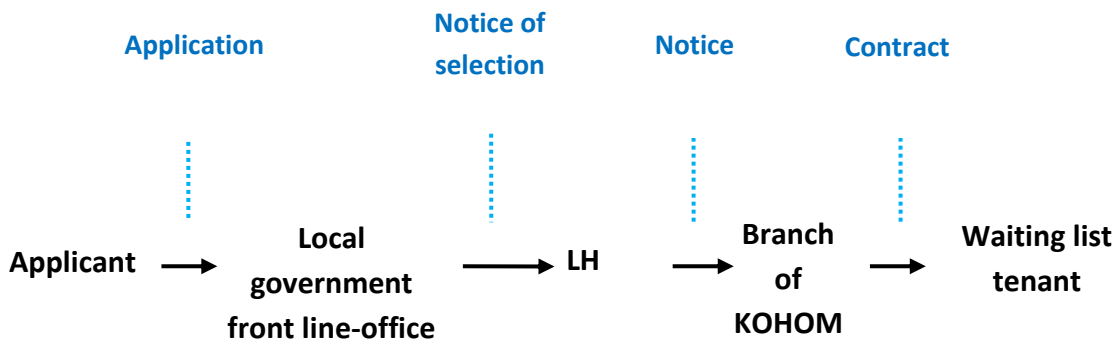 Application
Notice of
selection
Notice
Contract
Applicant
Local
government
front line-office
LH
Branch
of
KOHOM
Waiting list
tenant